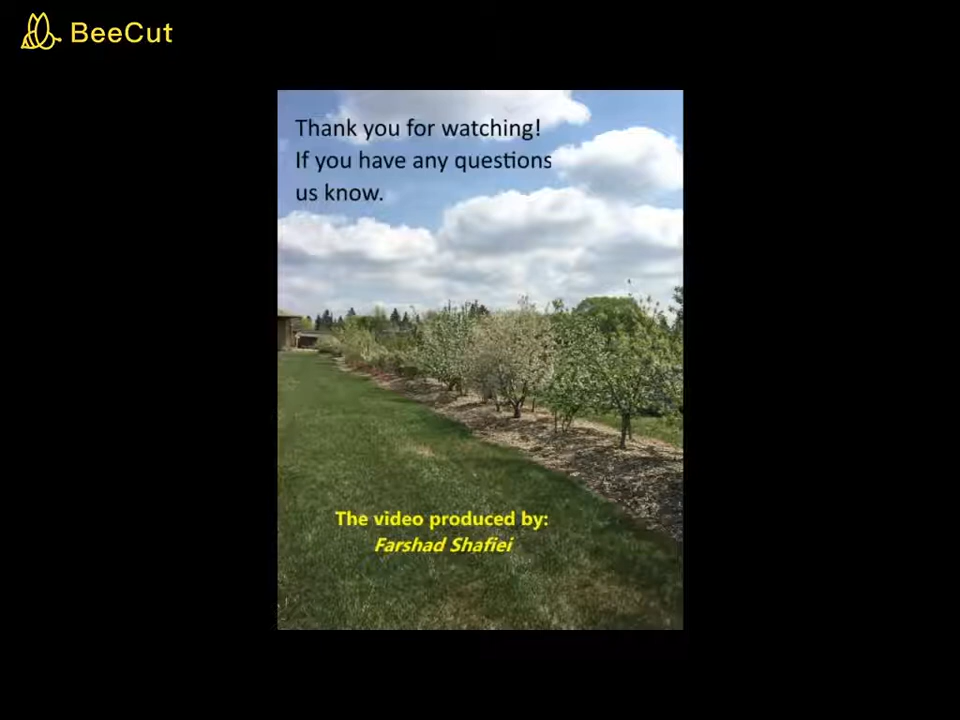 BeeCut
Thank you for watching!
If you have any questions
us know.
The video produced by:
Farshad Shafiei